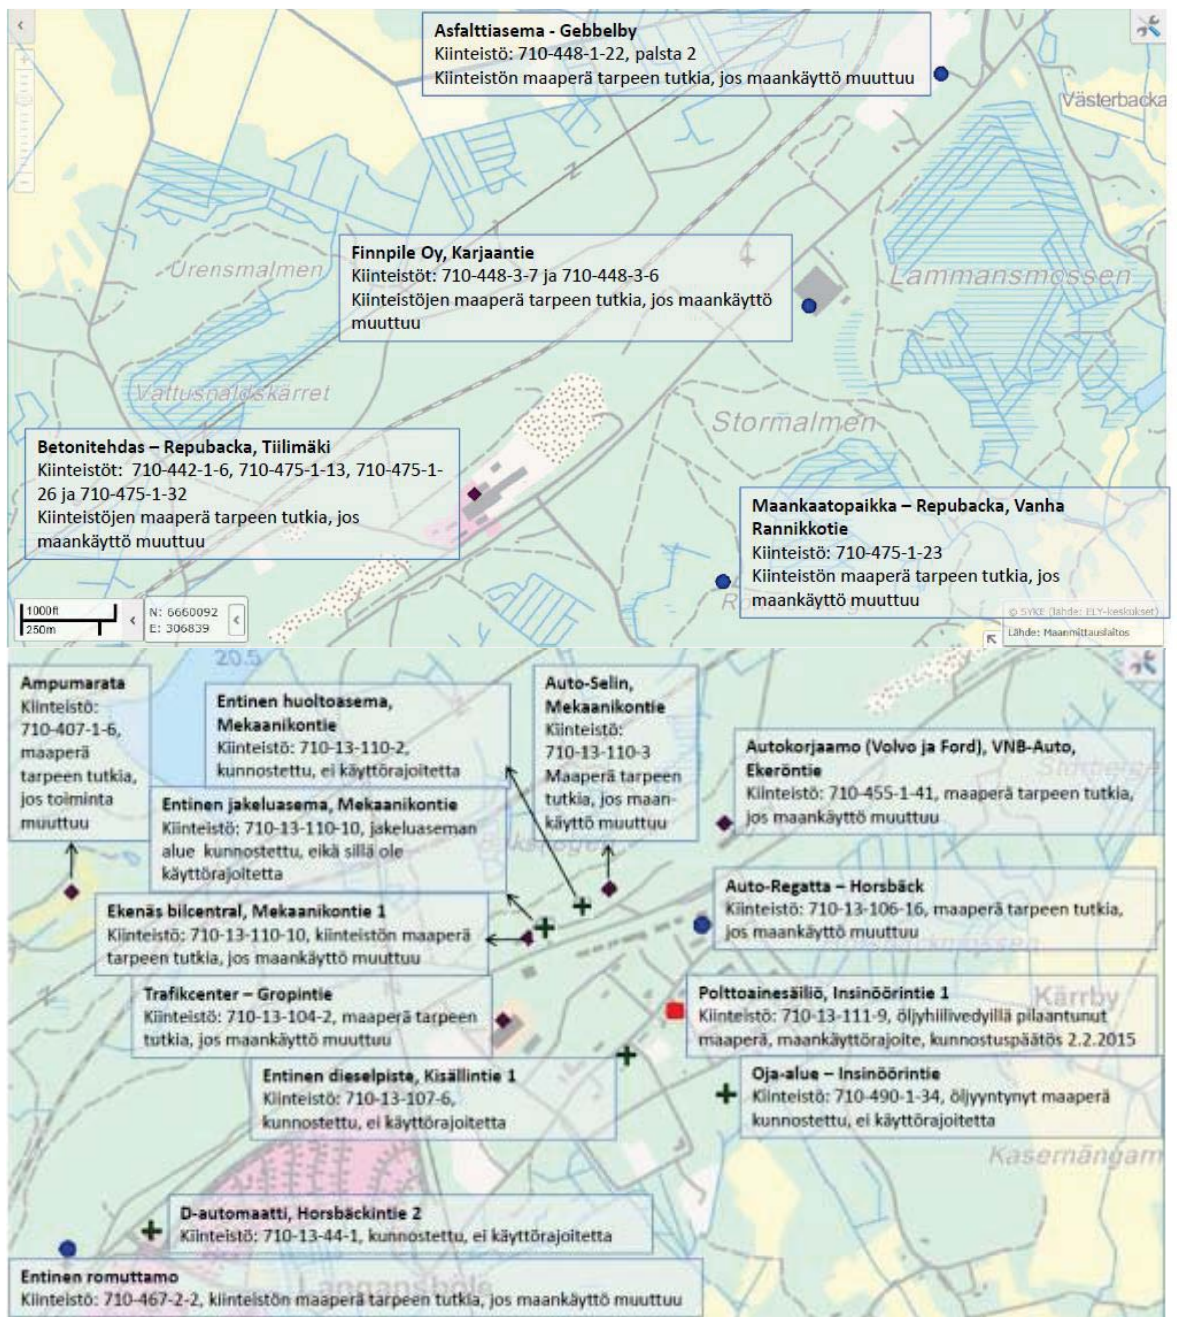 Asfalttiasema - Gebbelby
Kiinteistö: 710-448-1-22, palsta 2
Kiinteistön maaperä tarpeen tutkia, jos maankäyttö muuttuu
Västerbacka
Finnpile Oy, Karjaantie
Kiinteistöt: 710-448-3-7 ja 710-448-3-6
Kiinteistöjen maaperä tarpeen tutkia, jos maankäyttö
muuttuu
Urensmalmen
Lammansmossen
Vattusnäldskärret
Stormalmen
Betonitehdas – Repubacka, Tiilimäki
Kiinteistöt: 710-442-1-6, 710-475-1-13, 710-475-1-
26 ja 710-475-1-32
Kiinteistöjen maaperä tarpeen tutkia, jos
maankäyttö muuttuu
Maankaatopaikka – Repubacka, Vanha
Rannikkotie
Kiinteistö: 710-475-1-23
Kiinteistön maaperä tarpeen tutkia, jos
maankäyttö muuttuu
1000ft
250m
N: 6660092
E: 306839
© SYKE (lähde: ELY-keskukset)
Lähde: Maanmittauslaitos
20.5
Ampumarata
Kiinteistö:
710-407-1-6,
maaperä
tarpeen tutkia,
jos toiminta
muuttuu
Entinen huoltoasema,
Mekaanikontie
Kiinteistö: 710-13-110-2,
kunnostettu, ei käyttörajoitetta
Auto-Selin,
Mekaanikontie
Kiinteistö:
710-13-110-3
Maaperä tarpeen
tutkia, jos maan-
käyttö muuttuu
Autokorjaamo (Volvo ja Ford), VNB-Auto,
Ekeröntie
Kiinteistö: 710-455-1-41, maaperä tarpeen tutkia,
jos maankäyttö muuttuu
Entinen jakeluasema, Mekaanikontie
Kiinteistö: 710-13-110-10, jakeluaseman
alue kunnostettu, eikä sillä ole
käyttörajoitetta
Auto-Regatta – Horsbäck
Kiinteistö: 710-13-106-16, maaperä tarpeen tutkia,
jos maankäyttö muuttuu
Ekenäs bilcentral, Mekaanikontie 1
Kiinteistö: 710-13-110-10, kiinteistön maaperä
tarpeen tutkia, jos maankäyttö muuttuu
Trafikcenter – Gropintie
Kiinteistö: 710-13-104-2, maaperä tarpeen
tutkia, jos maankäyttö muuttuu
Polttoainesäiliö, Insinöörintie 1
Kiinteistö: 710-13-111-9, öljyhiilivedyillä pilaantunut
maaperä, maankäyttörajoite, kunnostuspäätös 2.2.2015
Kärrby
Entinen dieselpiste, Kisällintie 1
Kiinteistö: 710-13-107-6,
kunnostettu, ei käyttörajoitetta
Oja-alue – Insinöörintie
Kiinteistö: 710-490-1-34, öljyyntynyt maaperä
kunnostettu, ei käyttörajoitetta
Kasernängarn
D-automaatti, Horsbäckintie 2
Kiinteistö: 710-13-44-1, kunnostettu, ei käyttörajoitetta
Entinen romuttamo
Kiinteistö: 710-467-2-2, kiinteistön maaperä tarpeen tutkia, jos maankäyttö muuttuu
Langansböle